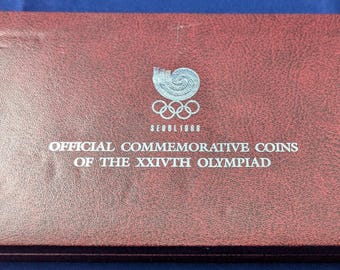 SEOUL 1988
OFFICIAL COMMEMORATIVE COINS
OF THE XXIVTH OLYMPIAD